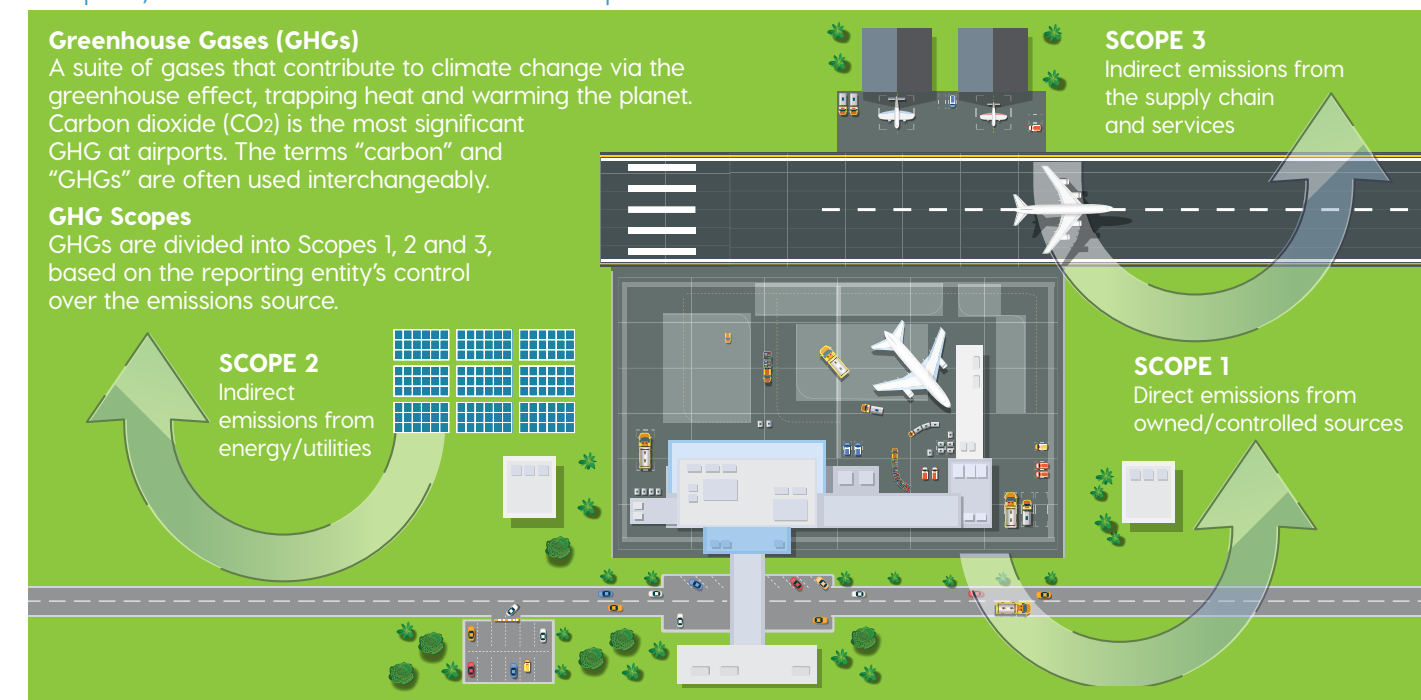 Greenhouse Gases (GHGs)
A suite of gases that contribute to climate change via the
greenhouse effect, trapping heat and warming the planet.
Carbon dioxide (CO2) is the most significant
GHG at airports. The terms “carbon” and
“GHGs” are often used interchangeably.
GHG Scopes
GHGs are divided into Scopes 1, 2 and 3,
based on the reporting entity’s control
over the emissions source.
SCOPE 2
Indirect
emissions from
energy/utilities
SCOPE 3
Indirect emissions from
the supply chain
and services
SCOPE 1
Direct emissions from
owned/controlled sources